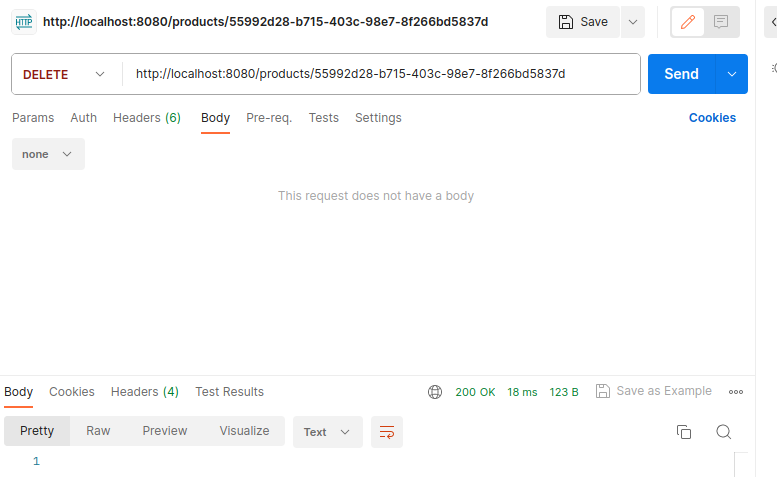 HTTP http://localhost:8080/products/55992d28-b715-403c-98e7-8f266bd5837d Save
DELETE http://localhost:8080/products/55992d28-b715-403c-98e7-8f266bd5837d Send
Params Auth Headers (6) Body Pre-req. Tests Settings Cookies
none
This request does not have a body
Body Cookies Headers (4) Test Results 200 OK 18 ms 123 B Save as Example
Pretty Raw Preview Visualize Text
1